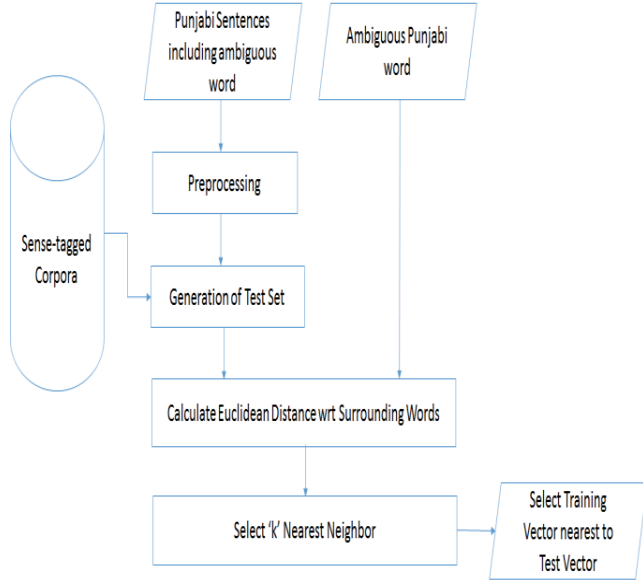 Punjabi Sentences
including ambiguous
word
Ambiguous Punjabi
word
Preprocessing
Sense-tagged
Corpora
Generation of Test Set
Calculate Euclidean Distance wrt Surrounding Words
Select ‘k’ Nearest Neighbor
Select Training
Vector nearest to
Test Vector